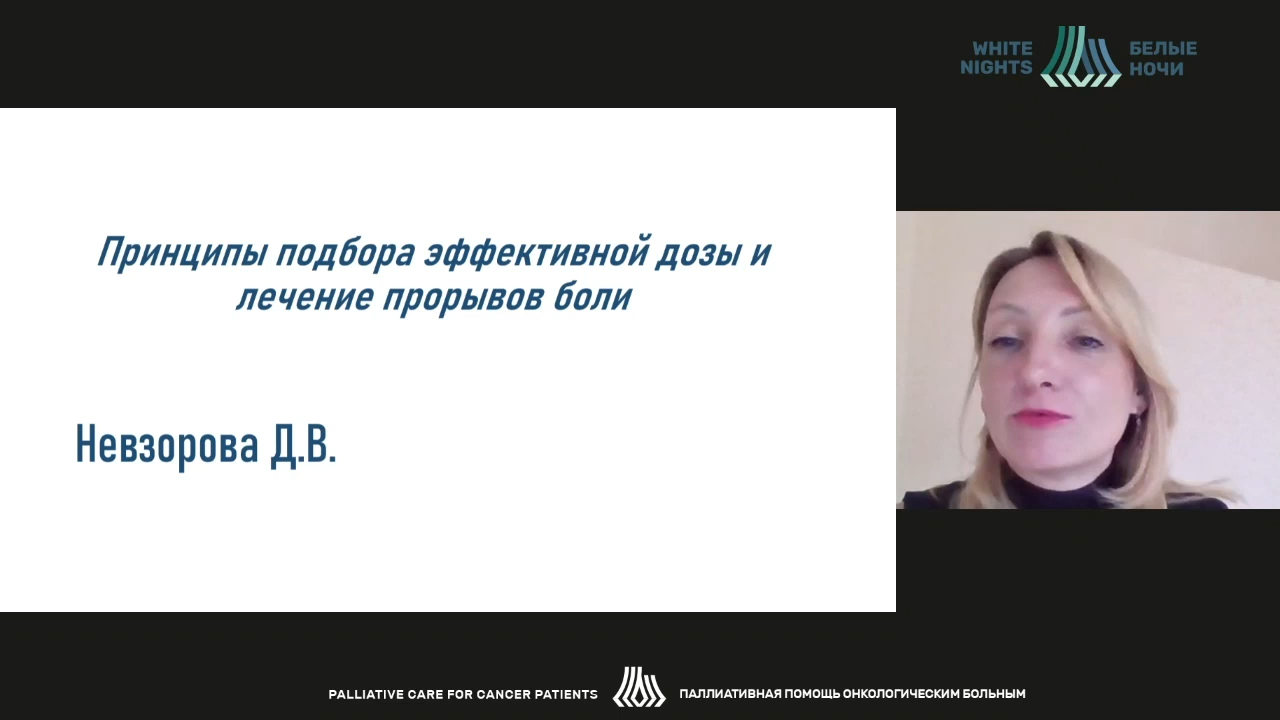 WHITE
NIGHTS
БЕЛЫЕ
НОЧИ
Принципы подбора эффективной дозы и
лечение прорывов боли
Невзорова Д.В.
PALLIATIVE CARE FOR CANCER PATIENTS
ПАЛЛИАТИВНАЯ ПОМОЩЬ ОНКОЛОГИЧЕСКИМ БОЛЬНЫМ